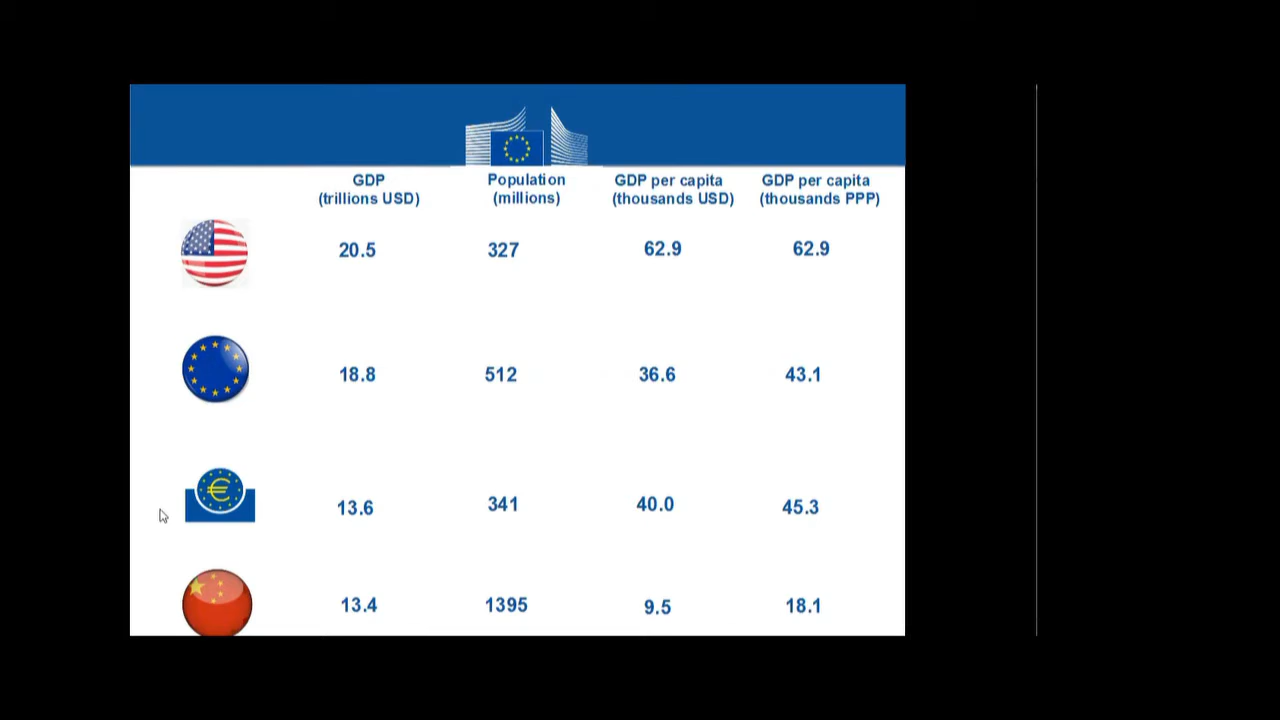 GDP
(trillions USD)
Population
(millions)
GDP per capita
(thousands USD)
GDP per capita
(thousands PPP)
20.5 327 62.9 62.9
18.8 512 36.6 43.1
€
13.6 341 40.0 45.3
13.4 1395 9.5 18.1